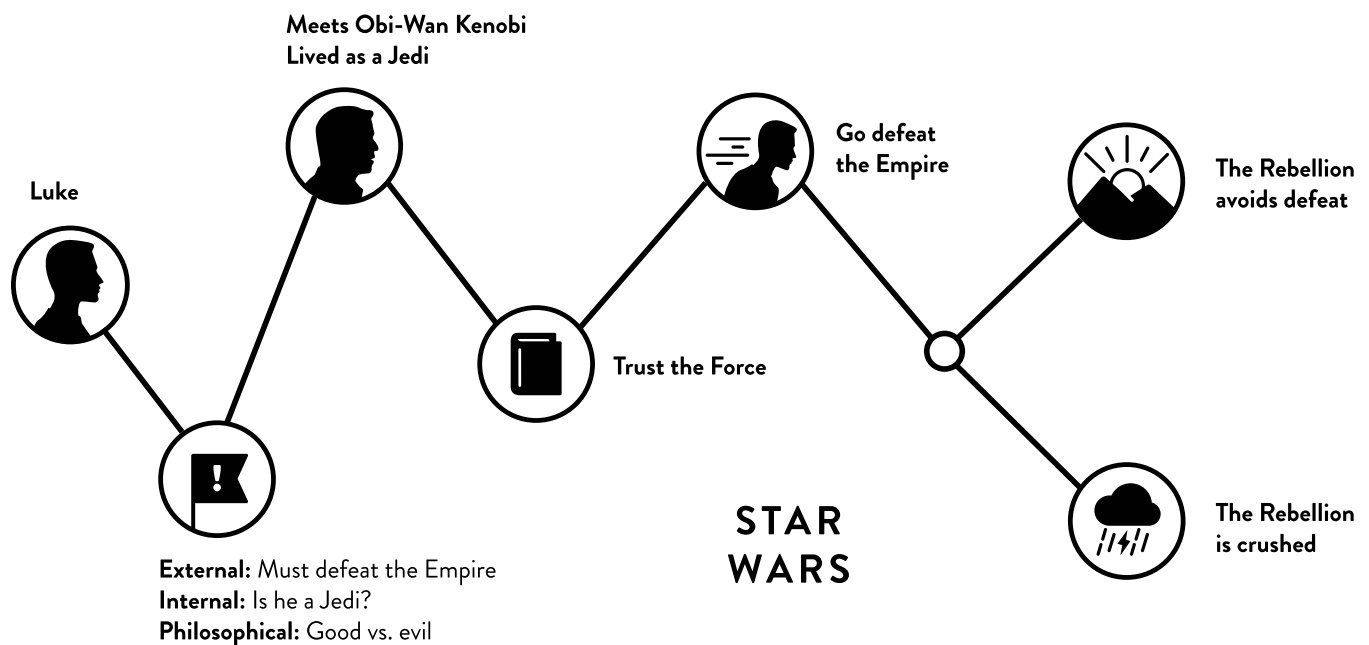 Meets Obi-Wan Kenobi
Lived as a Jedi
Luke
Go defeat
the Empire
The Rebellion
avoids defeat
Trust the Force
!
STAR
WARS
The Rebellion
is crushed
External: Must defeat the Empire
Internal: Is he a Jedi?
Philosophical: Good vs. evil